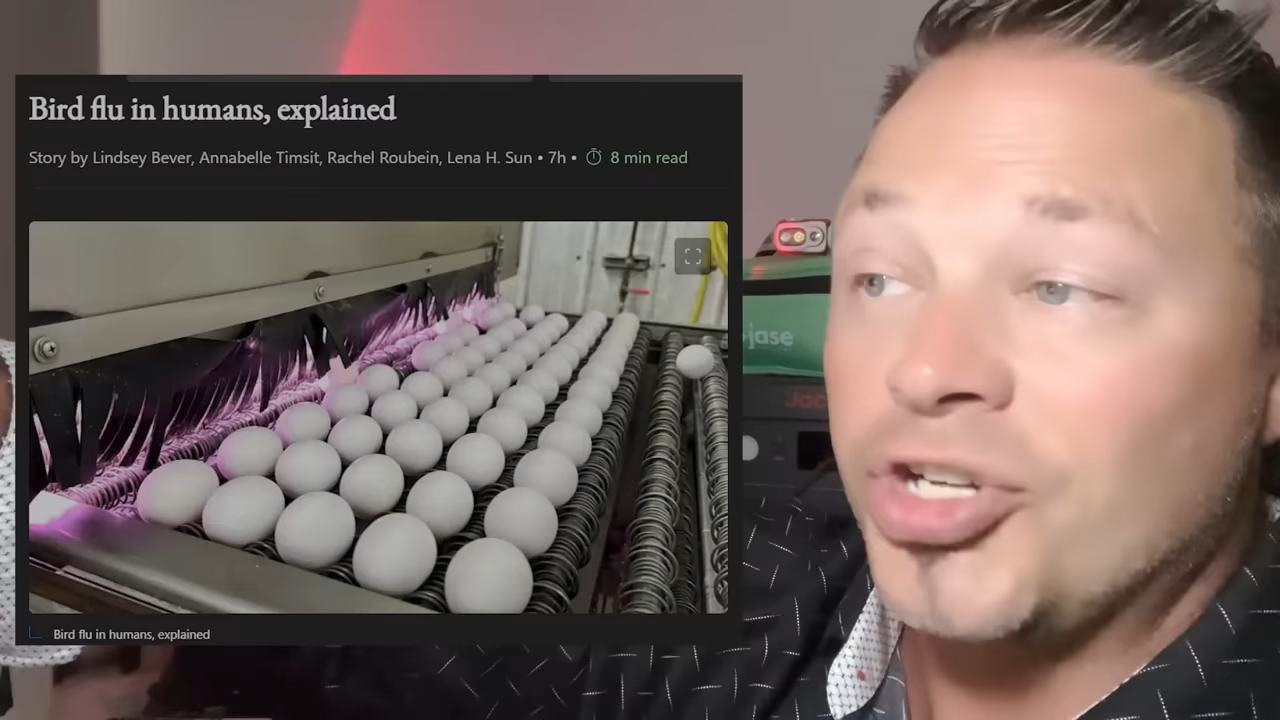 Bird flu in humans, explained
Story by Lindsey Bever, Annabelle Timsit, Rachel Roubein, Lena H. Sun • 7h • 8 min read
jase
Bird flu in humans, explained